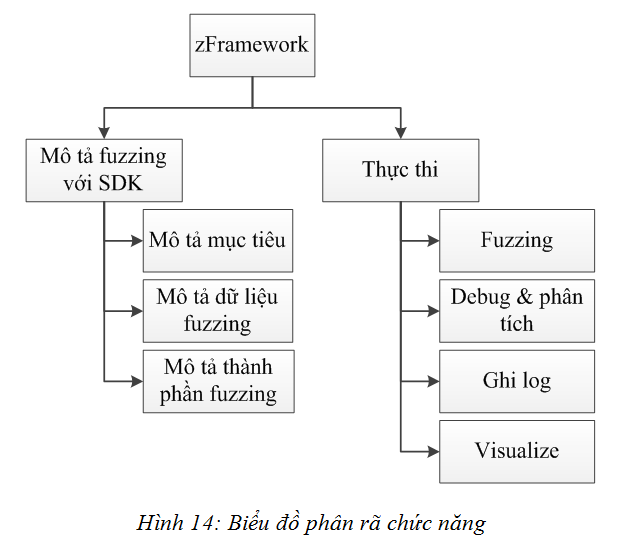 zFramework
Mô tả fuzzing
với SDK
Thực thi
Mô tả mục tiêu
Mô tả dữ liệu
fuzzing
Mô tả thành
phần fuzzing
Fuzzing
Debug & phân
tích
Ghi log
Visualize
Hình 14: Biểu đồ phân rã chức năng